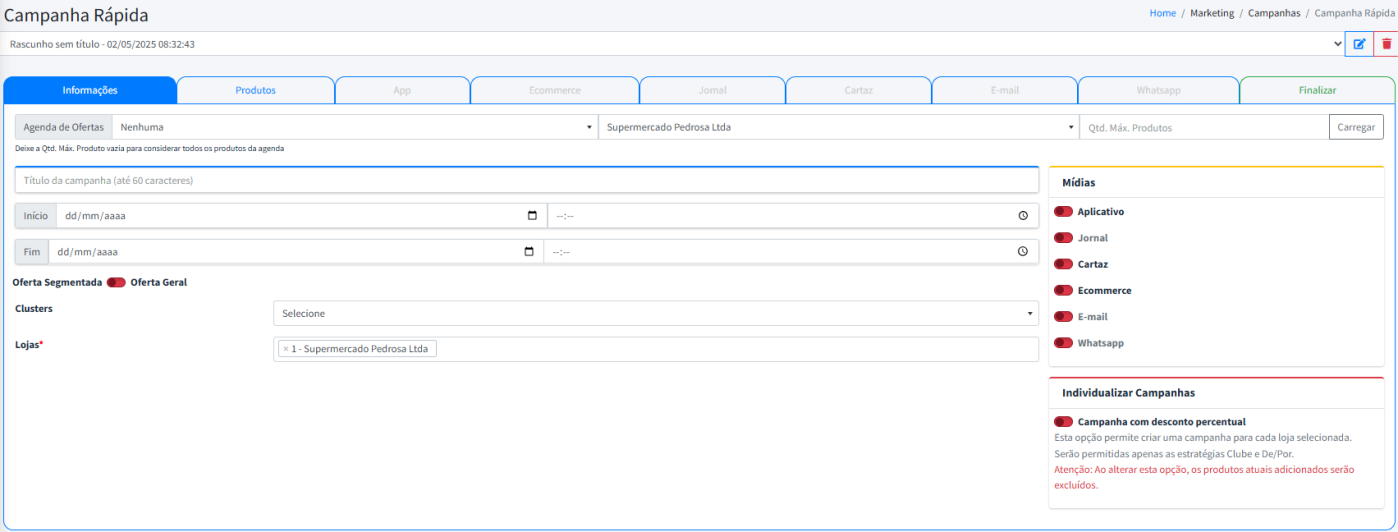 Campanha Rápida
Home / Marketing / Campanhas / Campanha Rápida
Rascunho sem título - 02/05/2025 08:32:43
Informações Produtos App Ecommerce Jornal Cartaz E-mail Whatsapp Finalizar
Agenda de Ofertas Nenhuma Supermercado Pedrosa Ltda Qtd. Máx. Produtos Carregar
Deixe a Qtd. Máx. Produto vazia para considerar todos os produtos da agenda
Título da campanha (até 60 caracteres)
Início dd/mm/aaaa --:--
Fim dd/mm/aaaa --:--
Oferta Segmentada Oferta Geral
Clusters Selecione
Lojas* × 1 - Supermercado Pedrosa Ltda
Mídias
Aplicativo
Jornal
Cartaz
Ecommerce
E-mail
Whatsapp
Individualizar Campanhas
Campanha com desconto percentual
Esta opção permite criar uma campanha para cada loja selecionada.
Serão permitidas apenas as estratégias Clube e De/Por.
Atenção: Ao alterar esta opção, os produtos atuais adicionados serão
excluídos.